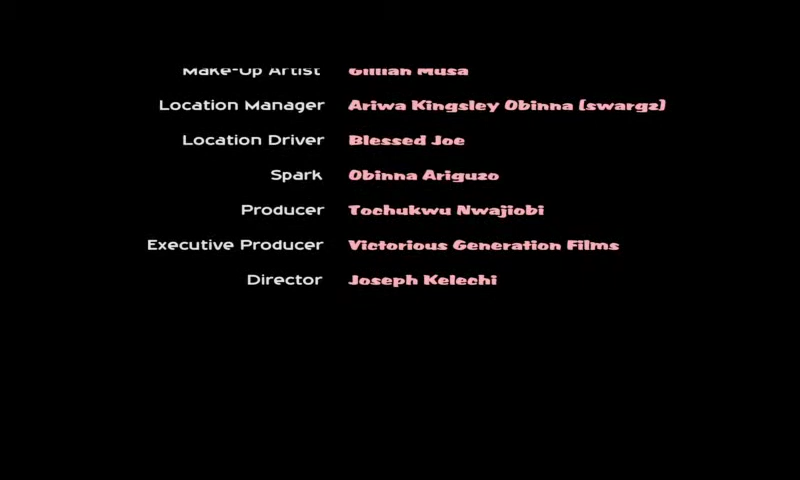 Make-Up Artist Gillian Musa
Location Manager Ariwa Kingsley Obinna (swargz)
Location Driver Blessed Joe
Spark Obinna Ariguzo
Producer Tochukwu Nwajiobi
Executive Producer Victorious Generation Films
Director Joseph Kelechi